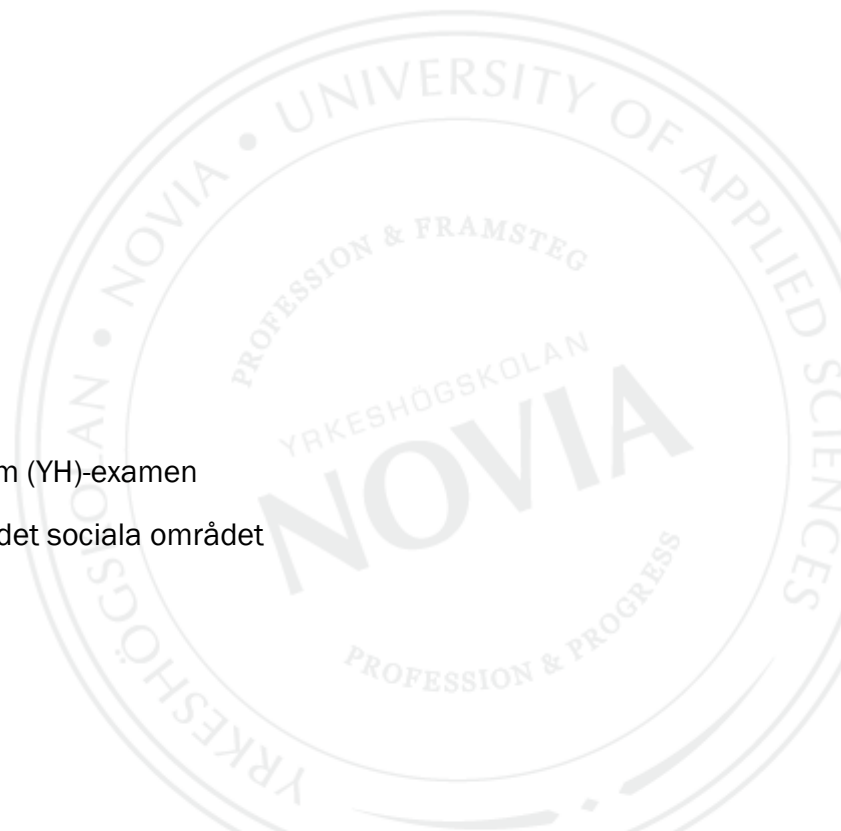 YRKESHÖGSKOLAN • NOVIA • UNIVERSITY OF APPLIED SCIENCES
PROFESSION & FRAMSTEG
YRKESHÖGSKOLAN
NOVIA
m (YH)-examen
det sociala området
PROFESSION & PROGRESS